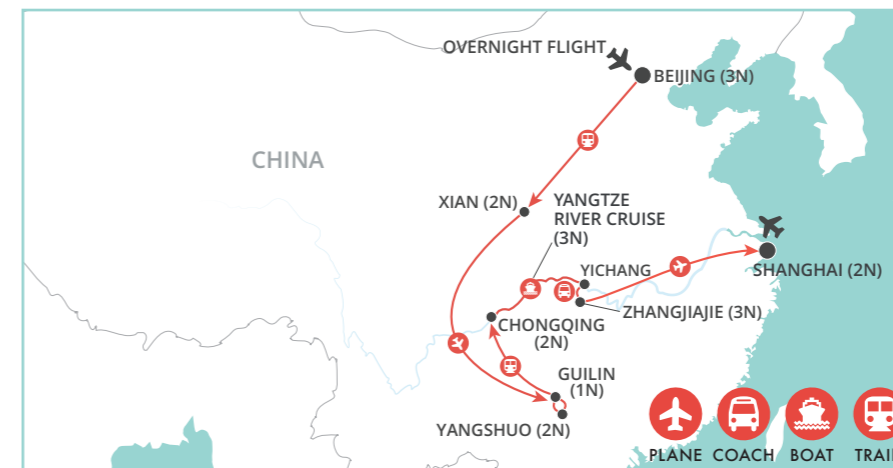 OVERNIGHT FLIGHT
BEIJING (3N)
CHINA
XIAN (2N)
YANGTZE
RIVER CRUISE
(3N)
YICHANG
SHANGHAI (2N)
ZHANGJIAJIE (3N)
CHONGQING
(2N)
GUILIN
(1N)
YANGSHUO (2N)
PLANE
COACH
BOAT
TRAI